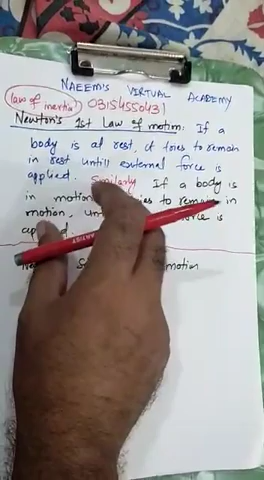 NAEEM's VIRTUAL ACADEMY
(law of inertia) 03154550431
Newton's 1st Law of motion: If a
body is at rest, it tries to remain
in rest untill external force is
applied. Similarly If a body is
in motion to remain in
motion, force is
motion
ARTIST